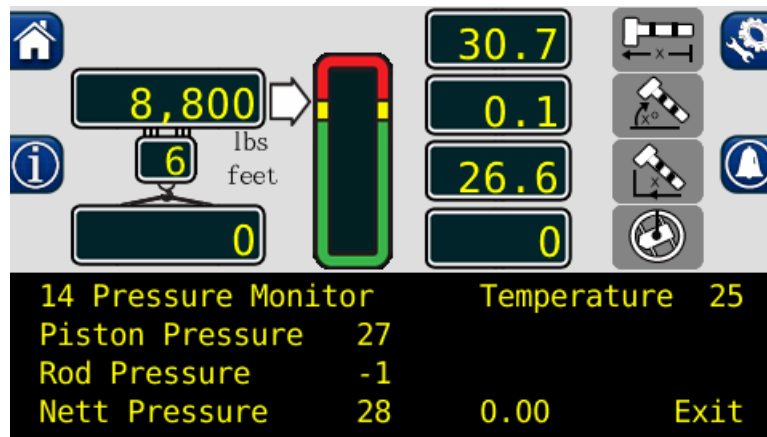 8,800
30.7
0.1
lbs
6
feet
26.6
0
0
x
x°
x
i
14 Pressure Monitor Temperature 25
Piston Pressure 27
Rod Pressure -1
Nett Pressure 28 0.00 Exit